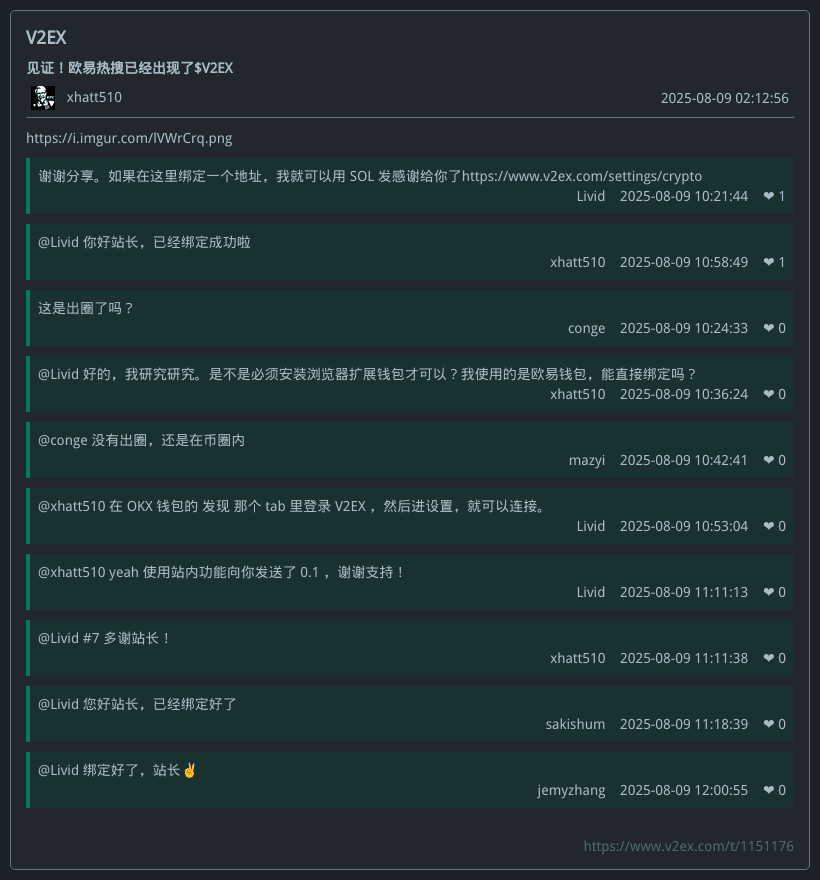 V2EX
见证！欧易热搜已经出现了$V2EX
xhatt510 2025-08-09 02:12:56
https://i.imgur.com/lVWrCrq.png
谢谢分享。如果在这里绑定一个地址，我就可以用 SOL 发感谢给你了https://www.v2ex.com/settings/crypto
Livid 2025-08-09 10:21:44 ❤ 1
@Livid 你好站长，已经绑定成功啦
xhatt510 2025-08-09 10:58:49 ❤ 1
这是出圈了吗？
conge 2025-08-09 10:24:33 ❤ 0
@Livid 好的，我研究研究。是不是必须安装浏览器扩展钱包才可以？我使用的是欧易钱包，能直接绑定吗？
xhatt510 2025-08-09 10:36:24 ❤ 0
@conge 没有出圈，还是在币圈内
mazyi 2025-08-09 10:42:41 ❤ 0
@xhatt510 在 OKX 钱包的 发现 那个 tab 里登录 V2EX ，然后进设置，就可以连接。
Livid 2025-08-09 10:53:04 ❤ 0
@xhatt510 yeah 使用站内功能向你发送了 0.1 ，谢谢支持！
Livid 2025-08-09 11:11:13 ❤ 0
@Livid #7 多谢站长！
xhatt510 2025-08-09 11:11:38 ❤ 0
@Livid 您好站长，已经绑定好了
sakishum 2025-08-09 11:18:39 ❤ 0
@Livid 绑定好了，站长✌️
jemyzhang 2025-08-09 12:00:55 ❤ 0
https://www.v2ex.com/t/1151176